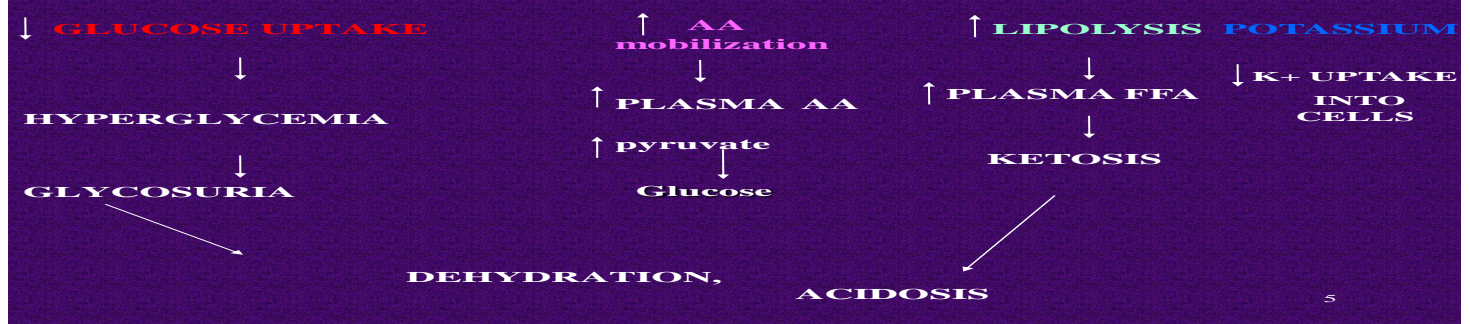 ↓ GLUCOSE UPTAKE
↓
HYPERGLYCEMIA
↓
GLYCOSURIA
↑ AA
mobilization
↓
↑ PLASMA AA
↑ pyruvate
↓
Glucose
↑ LIPOLYSIS
↓
↑ PLASMA FFA
↓
KETOSIS
POTASSIUM
↓ K+ UPTAKE
INTO
CELLS
DEHYDRATION,
ACIDOSIS
5